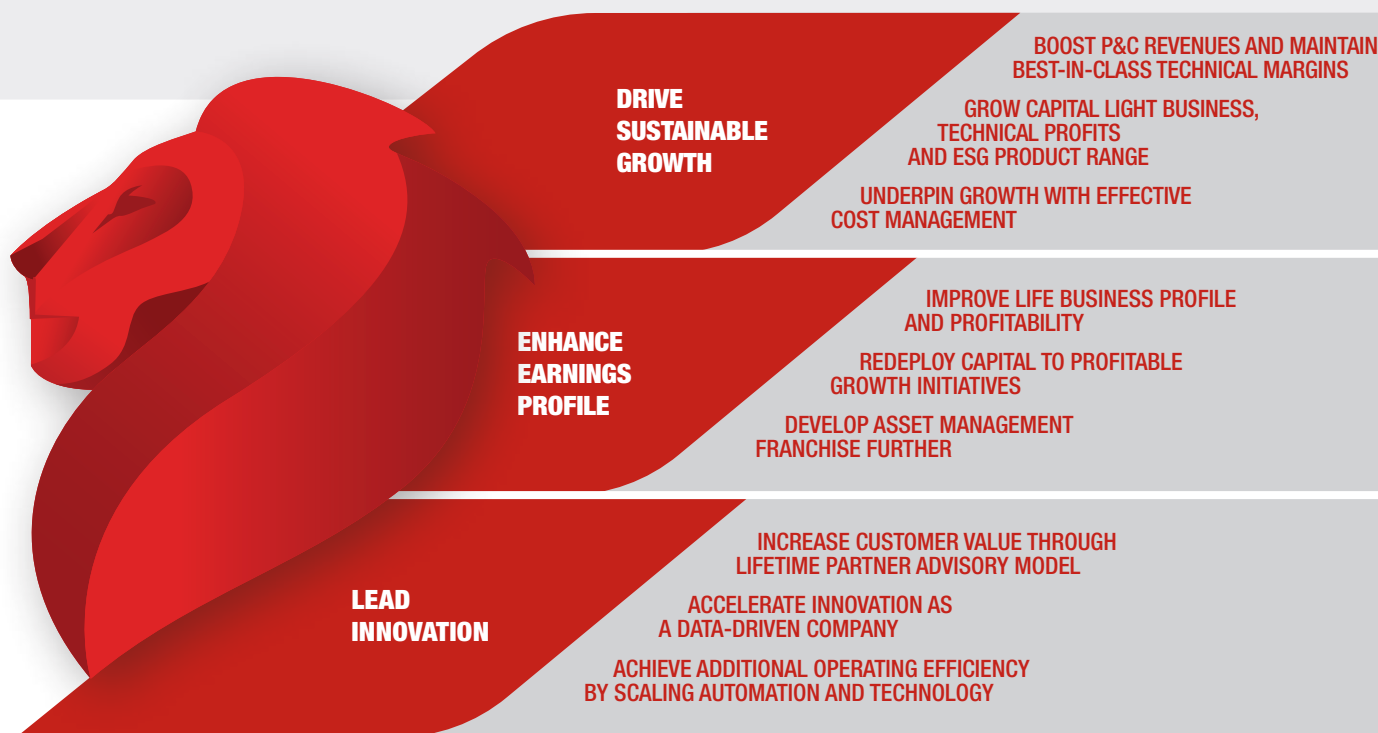 DRIVE
SUSTAINABLE
GROWTH
BOOST P&C REVENUES AND MAINTAIN
BEST-IN-CLASS TECHNICAL MARGINS
GROW CAPITAL LIGHT BUSINESS,
TECHNICAL PROFITS
AND ESG PRODUCT RANGE
UNDERPIN GROWTH WITH EFFECTIVE
COST MANAGEMENT
ENHANCE
EARNINGS
PROFILE
IMPROVE LIFE BUSINESS PROFILE
AND PROFITABILITY
REDEPLOY CAPITAL TO PROFITABLE
GROWTH INITIATIVES
DEVELOP ASSET MANAGEMENT
FRANCHISE FURTHER
LEAD
INNOVATION
INCREASE CUSTOMER VALUE THROUGH
LIFETIME PARTNER ADVISORY MODEL
ACCELERATE INNOVATION AS
A DATA-DRIVEN COMPANY
ACHIEVE ADDITIONAL OPERATING EFFICIENCY
BY SCALING AUTOMATION AND TECHNOLOGY